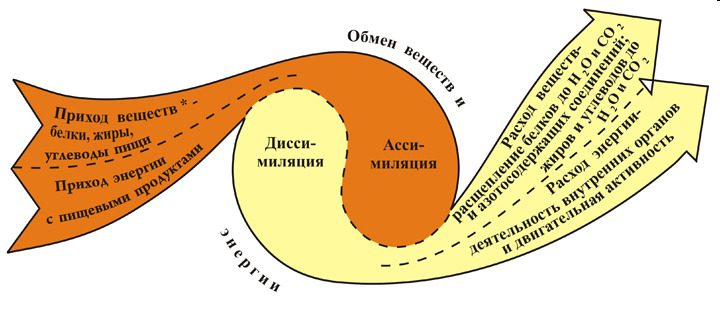 Обмен веществ и
энергии
Приход веществ * -
белки, жиры,
углеводы пищи
Приход энергии
с пищевыми продуктами
Дисси-
миляция
Асси-
миляция
Расход веществ-
расщепление белков до H₂O и CO₂
и азотосодержащих соединений;
жиров и углеводов до
H₂O и CO₂
Расход энергии-
деятельность внутренних органов
и двигательная активность